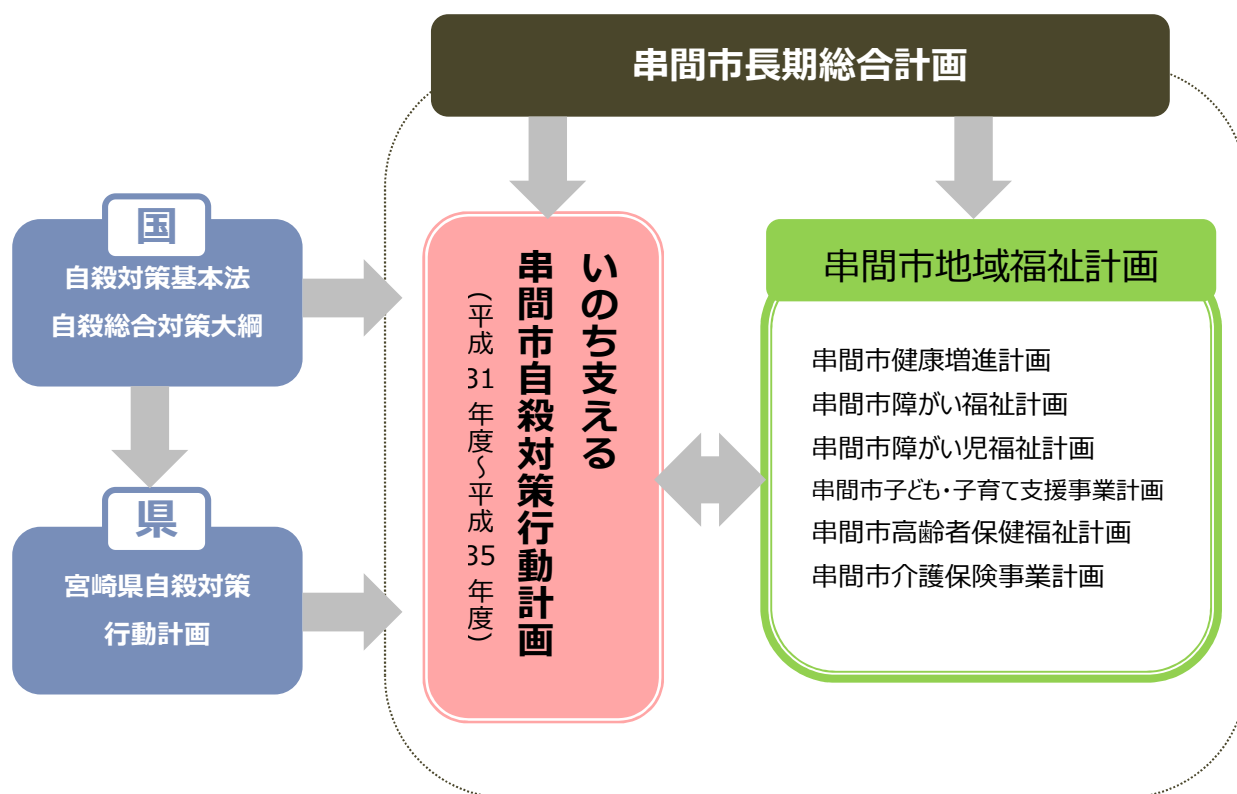 串間市長期総合計画
国
自殺対策基本法
自殺総合対策大綱
県
宮崎県自殺対策
行動計画
いのち支える
串間市自殺対策行動計画
(平成31年度～平成35年度)
串間市地域福祉計画
串間市健康増進計画
串間市障がい福祉計画
串間市障がい児福祉計画
串間市子ども・子育て支援事業計画
串間市高齢者保健福祉計画
串間市介護保険事業計画